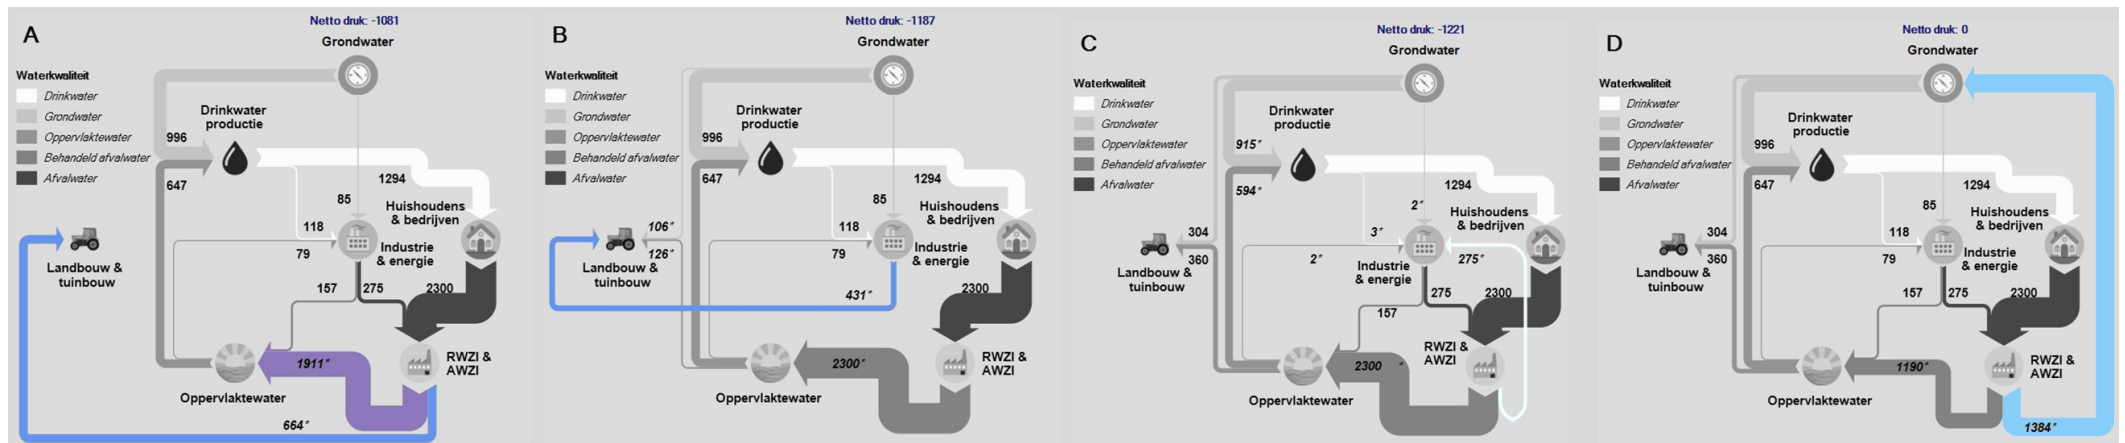 A
Netto druk: -1081
Grondwater
Waterkwaliteit
Drinkwater
Grondwater
Oppervlaktewater
Behandeld afvalwater
Afvalwater
Drinkwater
productie
996
647
1294
85
118
79
Huishoudens
& bedrijven
Industrie
& energie
Landbouw &
tuinbouw
157
275
2300
1911*
RWZI &
AWZI
Oppervlaktewater
664*
B
Netto druk: -1187
Grondwater
Waterkwaliteit
Drinkwater
Grondwater
Oppervlaktewater
Behandeld afvalwater
Afvalwater
Drinkwater
productie
996
647
1294
85
118
79
106*
126*
Huishoudens
& bedrijven
Industrie
& energie
Landbouw &
tuinbouw
431*
2300
2300*
RWZI &
AWZI
Oppervlaktewater
C
Netto druk: -1221
Grondwater
Waterkwaliteit
Drinkwater
Grondwater
Oppervlaktewater
Behandeld afvalwater
Afvalwater
Drinkwater
productie
915*
594*
1294
2*
3*
2*
304
360
Huishoudens
& bedrijven
275*
Industrie
& energie
Landbouw &
tuinbouw
275
2300
157
2300 *
RWZI &
AWZI
Oppervlaktewater
D
Netto druk: 0
Grondwater
Waterkwaliteit
Drinkwater
Grondwater
Oppervlaktewater
Behandeld afvalwater
Afvalwater
Drinkwater
productie
996
647
1294
85
118
79
304
360
Huishoudens
& bedrijven
Industrie
& energie
Landbouw &
tuinbouw
157
275
2300
1190*
RWZI &
AWZI
Oppervlaktewater
1384*